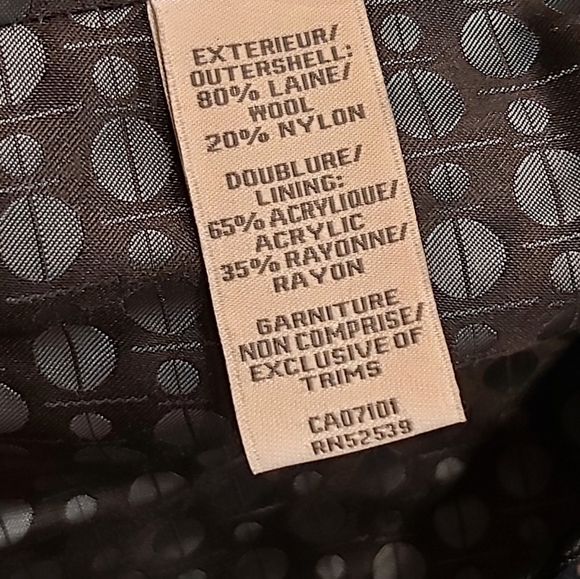 EXTERIEUR/
OUTERSHELL:
80% LAINE/
WOOL
20% NYLON
DOUBLURE/
LINING:
65% ACRYLIQUE/
ACRYLIC
35% RAYONNE/
RAYON
GARNITURE
NON COMPRISE/
EXCLUSIVE OF
TRIMS
CA07101
RN52539